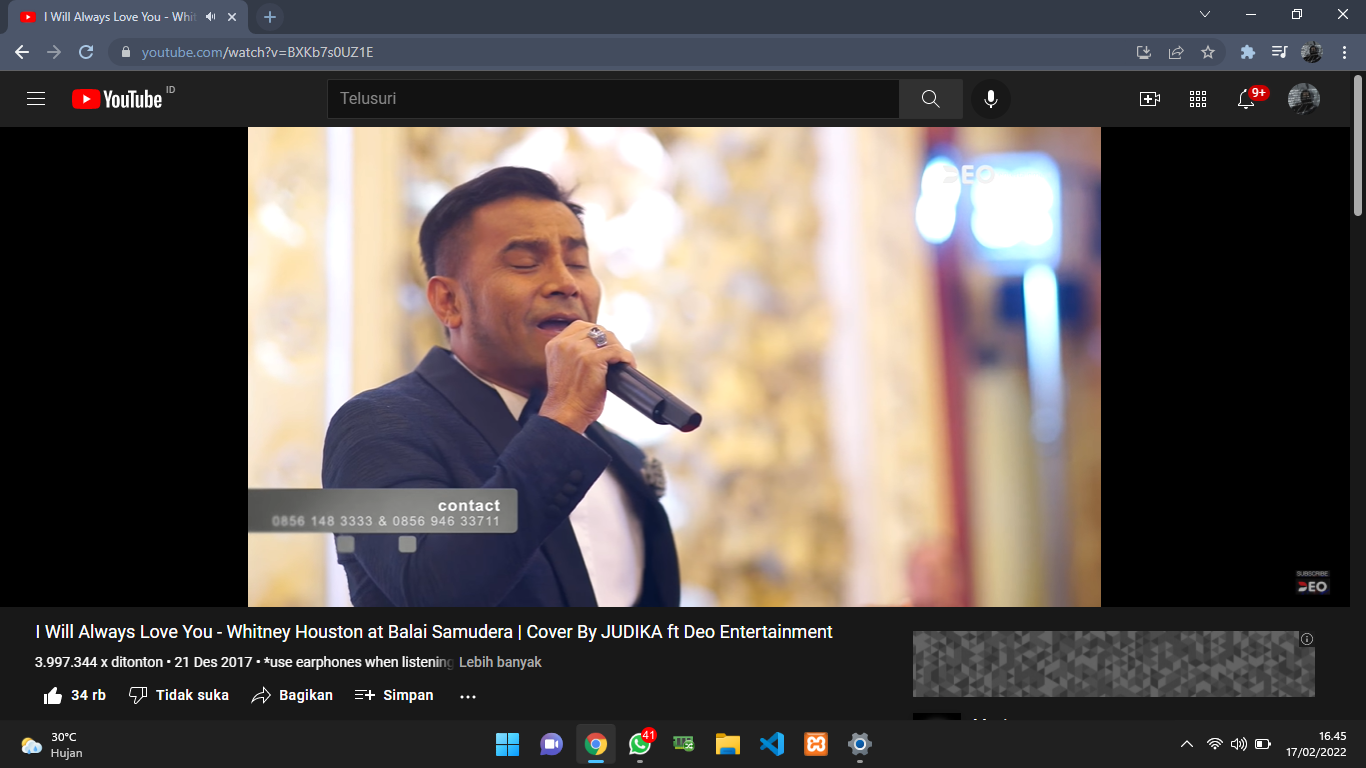 I Will Always Love You - Whit
youtube.com/watch?v=BXKb7s0UZ1E
YouTube ID
Telusuri
9+
DEO
contact
0856 148 3333 & 0856 946 33711
SUBSCRIBE
DEO
I Will Always Love You - Whitney Houston at Balai Samudera | Cover By JUDIKA ft Deo Entertainment
3.997.344 x ditonton • 21 Des 2017 • *use earphones when listening Lebih banyak
34 rb Tidak suka Bagikan Simpan
30°C
Hujan
41
16.45
17/02/2022